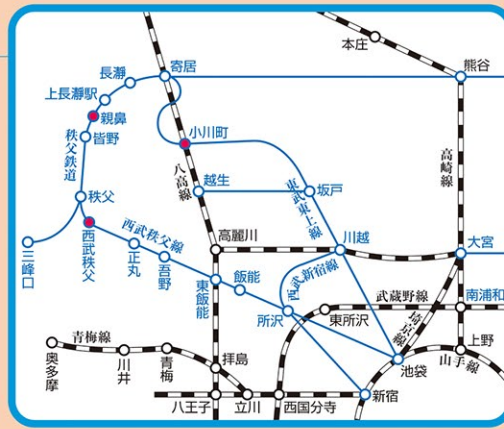 本庄
熊谷
寄居
長瀞
上長瀞駅
親鼻
皆野
秩父鉄道
秩父
西武秩父
三峰口
小川町
八高線
越生
坂戸
東武東上線
高崎線
西武秩父線
正丸
吾野
高麗川
東飯能
飯能
川越
西武新宿線
大宮
所沢
東所沢
武蔵野線
埼京線
南浦和
上野
山手線
池袋
青梅線
奥多摩
川井
青梅
拝島
八王子
立川
西国分寺
新宿